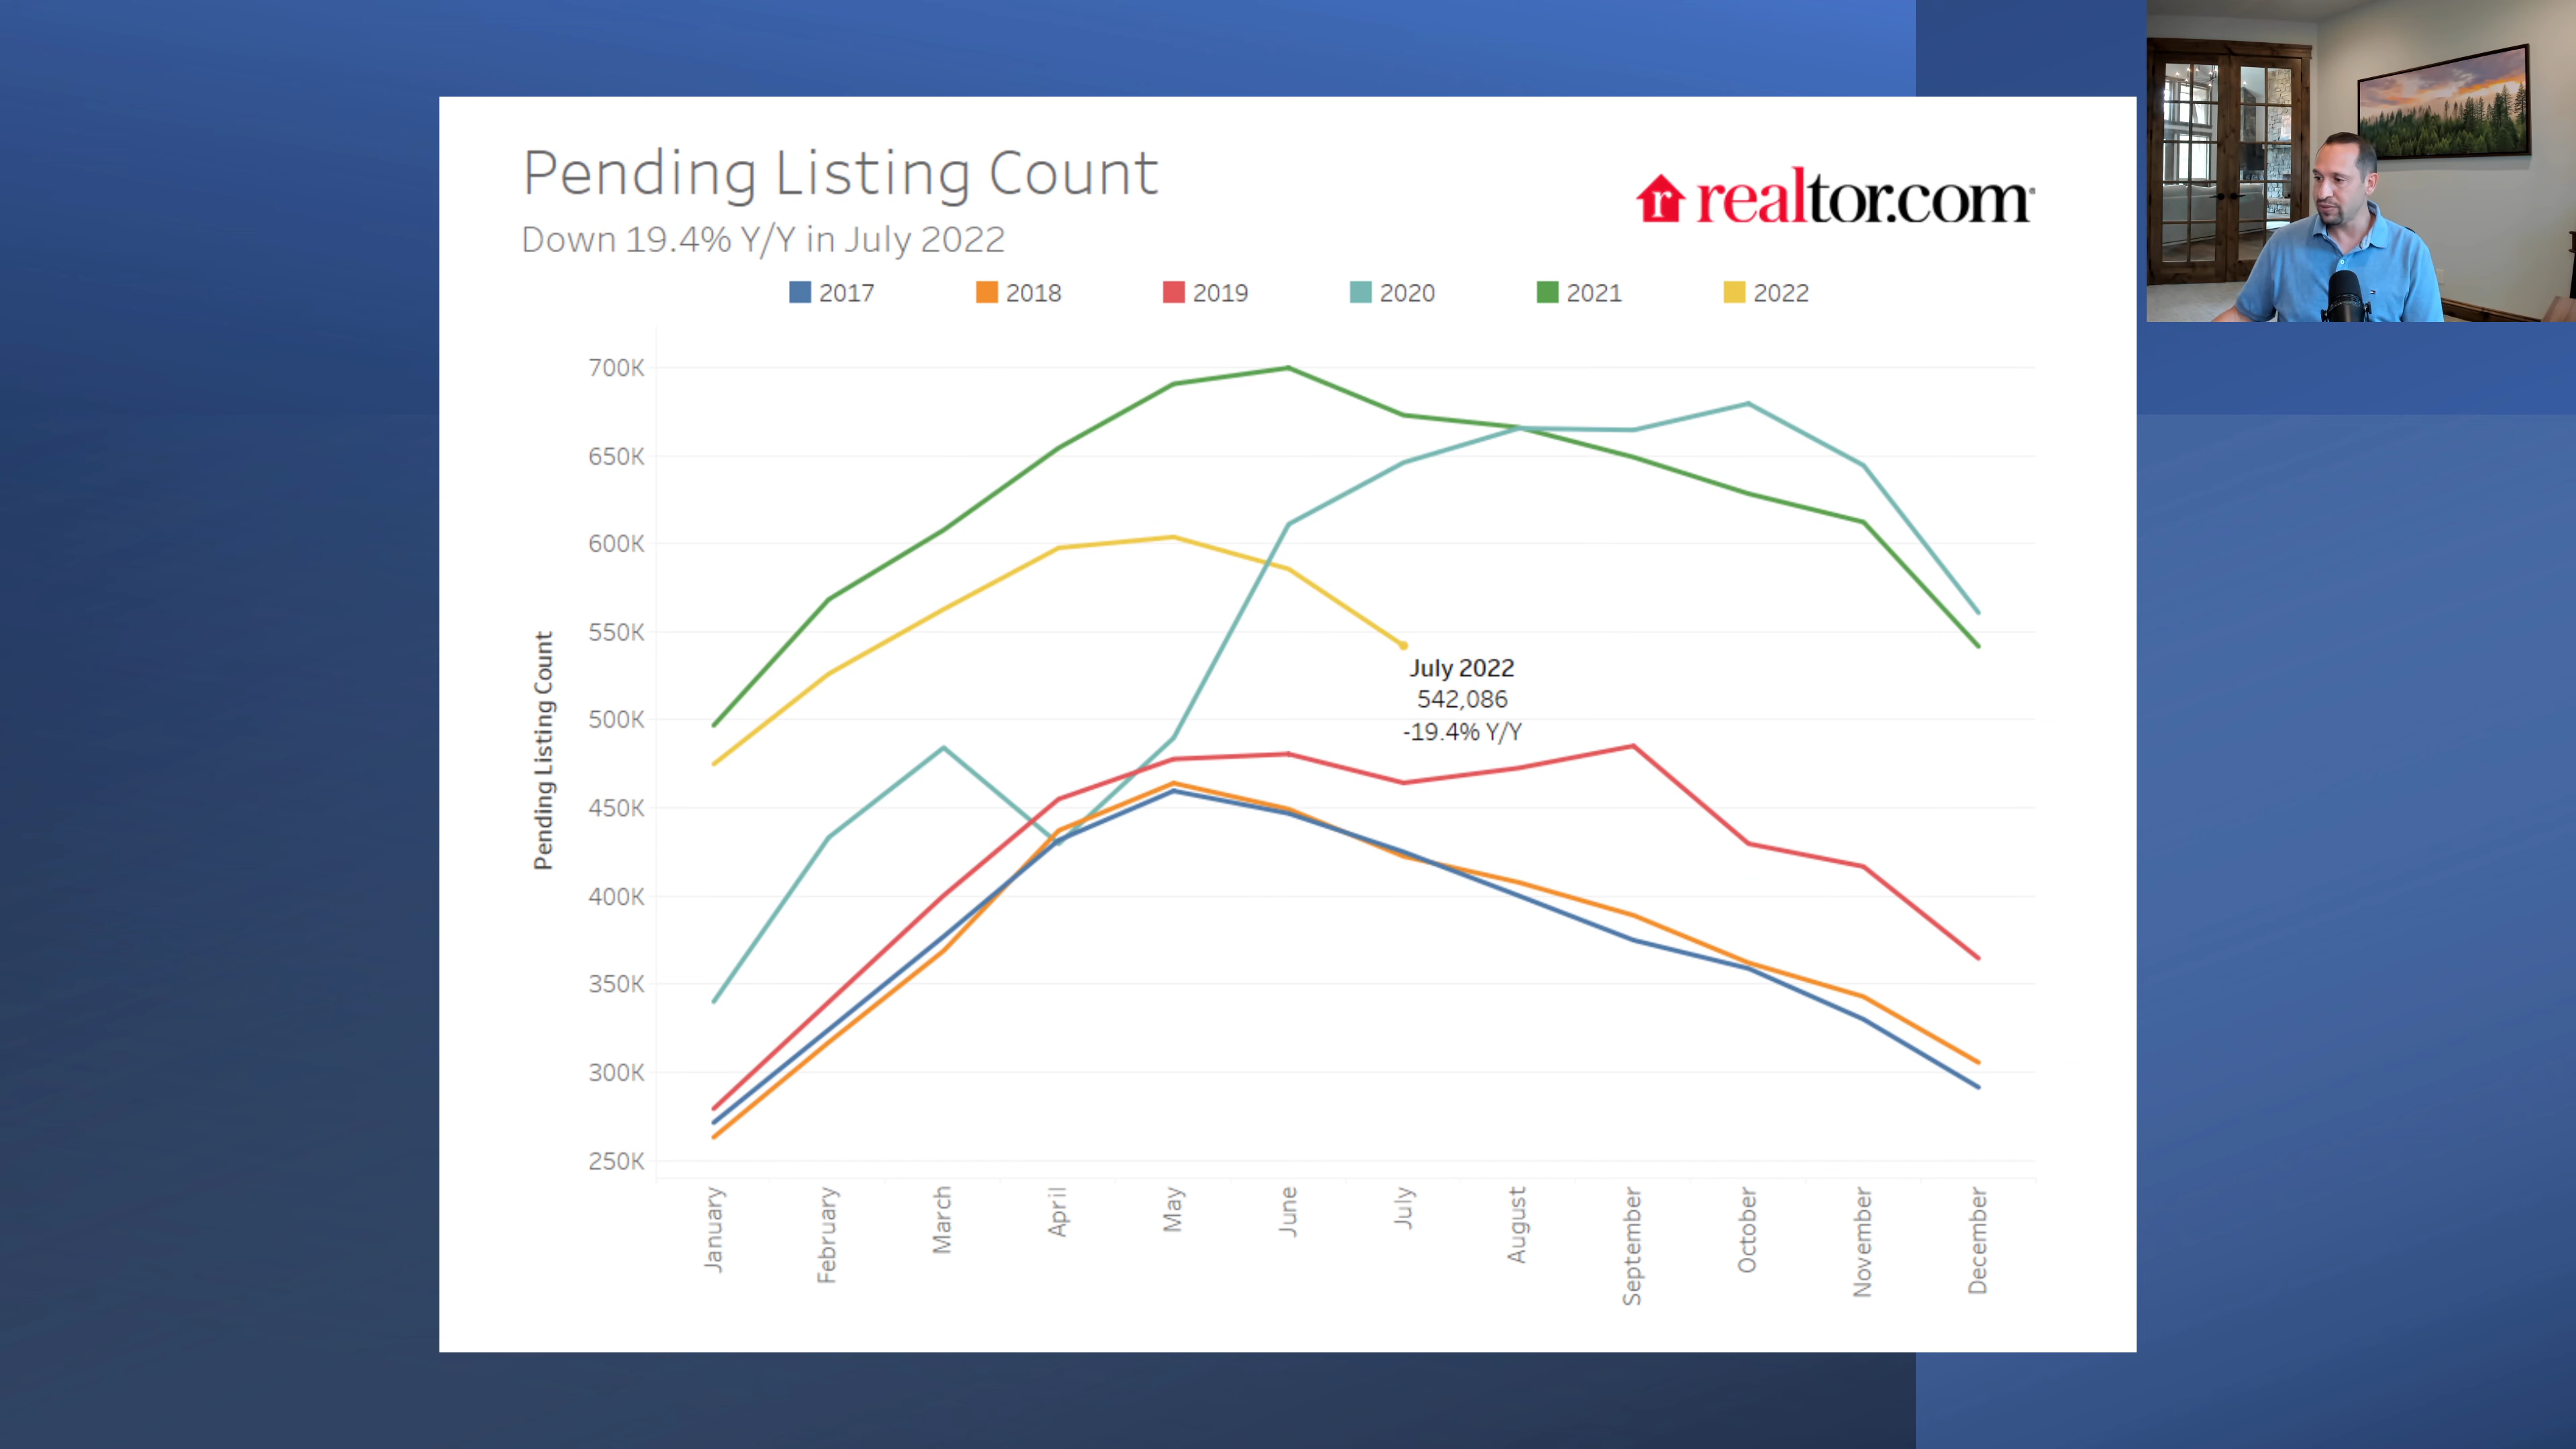 Pending Listing Count
Down 19.4% Y/Y in July 2022
realtor.com
2017
2018
2019
2020
2021
2022
Pending Listing Count
700K
650K
600K
550K
500K
450K
400K
350K
300K
250K
July 2022
542,086
-19.4% Y/Y
January
February
March
April
May
June
July
August
September
October
November
December